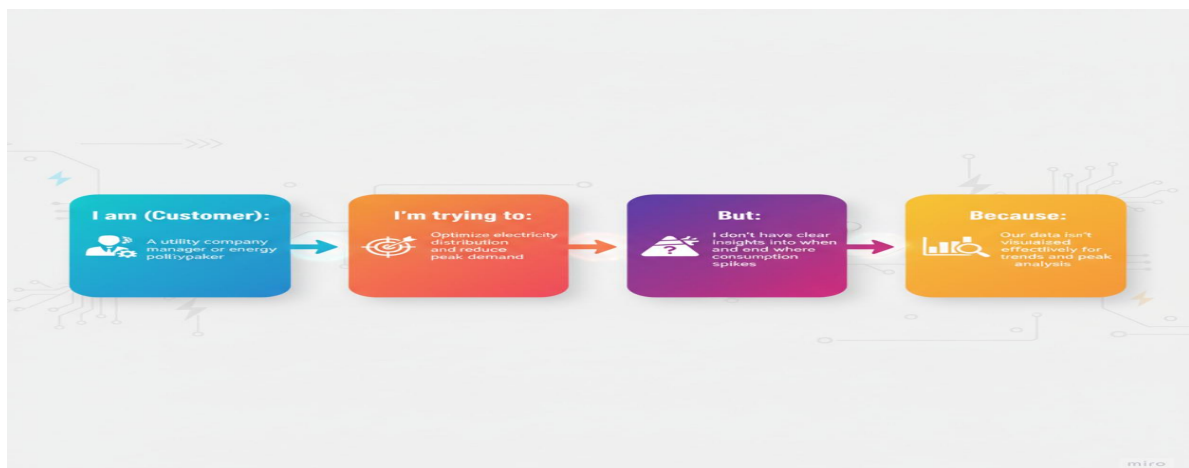 I am (Customer):
A utility company
manager or energy
pollıypaker
I'm trying to:
Optimize electricity
distribution
and reduce
peak demand
But:
?
I don't have clear
insights into when
and end where
consumption
spikes
Because:
Our data isn't
visualized
effectively for
trends and peak
analysis
miro